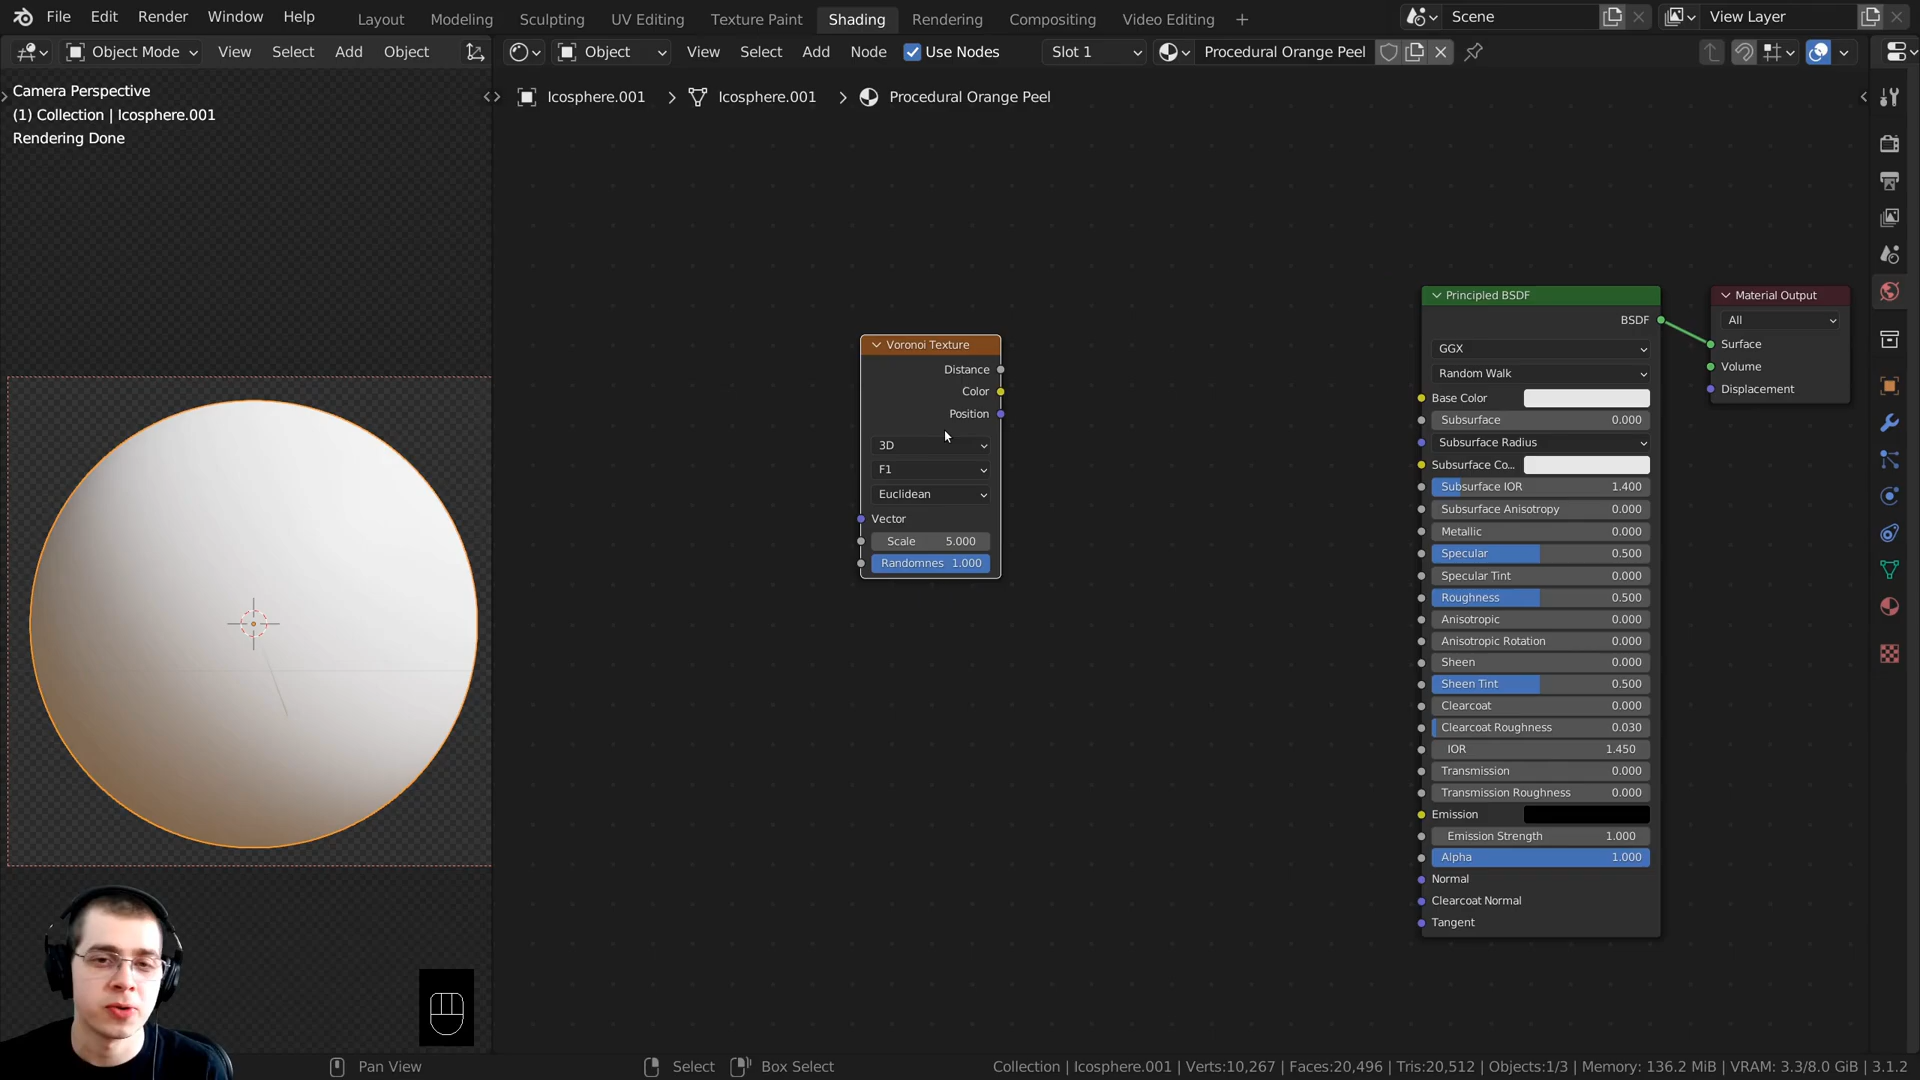 File Edit Render Window Help Layout Modeling Sculpting UV Editing Texture Paint Shading Rendering Compositing Video Editing + Scene View Layer
Object Mode View Select Add Object Object View Select Add Node Use Nodes Slot 1 Procedural Orange Peel
Camera Perspective
(1) Collection | Icosphere.001
Rendering Done
Icosphere.001 > Icosphere.001 > Procedural Orange Peel
Voronoi Texture
Distance
Color
Position
3D
F1
Euclidean
Vector
Scale 5.000
Randomnes 1.000
Principled BSDF
BSDF
GGX
Random Walk
Base Color
Subsurface 0.000
Subsurface Radius
Subsurface Co...
Subsurface IOR 1.400
Subsurface Anisotropy 0.000
Metallic 0.000
Specular 0.500
Specular Tint 0.000
Roughness 0.500
Anisotropic 0.000
Anisotropic Rotation 0.000
Sheen 0.000
Sheen Tint 0.500
Clearcoat 0.000
Clearcoat Roughness 0.030
IOR 1.450
Transmission 0.000
Transmission Roughness 0.000
Emission
Emission Strength 1.000
Alpha 1.000
Normal
Clearcoat Normal
Tangent
Material Output
All
Surface
Volume
Displacement
Pan View Select Box Select Collection | Icosphere.001 | Verts:10,267 | Faces:20,496 | Tris:20,512 | Objects:1/3 | Memory: 136.2 MiB | VRAM: 3.3/8.0 GiB | 3.1.2